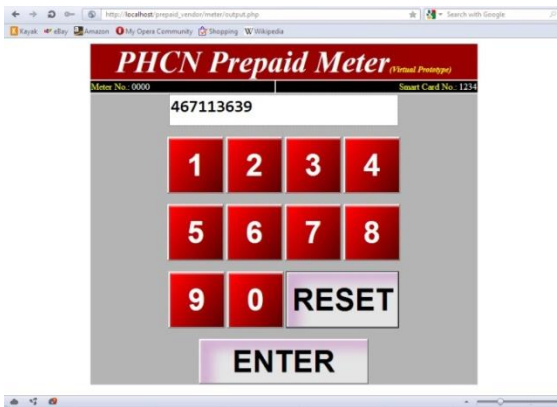 http://localhost/prepaid_vendor/meter/output.php
Search with Google
Kayak eBay Amazon My Opera Community Shopping Wikipedia
PHCN Prepaid Meter (Virtual Prototype)
Meter No.: 0000 Smart Card No.: 1234
467113639
1 2 3 4
5 6 7 8
9 0 RESET
ENTER